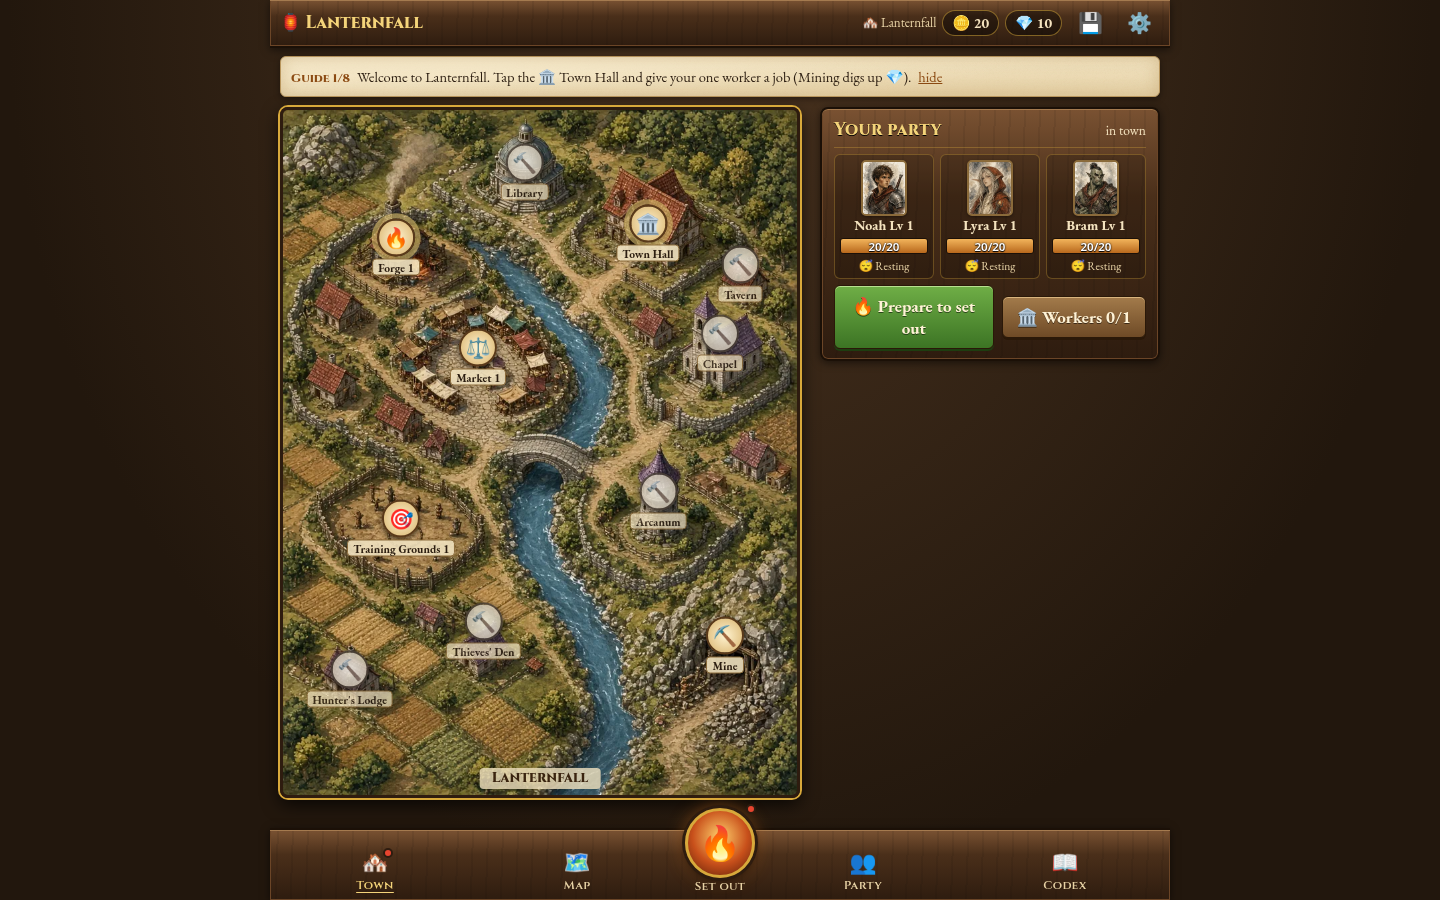 Lanternfall
Lanternfall
20
10
Guide 1/8 Welcome to Lanternfall. Tap the Town Hall and give your one worker a job (Mining digs up ). hide
Library
Forge 1
Town Hall
Tavern
Market 1
Chapel
Arcanum
Training Grounds 1
Thieves' Den
Mine
Hunter's Lodge
Lanternfall
Your party
in town
Noah Lv 1
Lyra Lv 1
Bram Lv 1
20/20
20/20
20/20
Resting
Resting
Resting
Prepare to set
out
Workers 0/1
Town
Map
Set out
Party
Codex